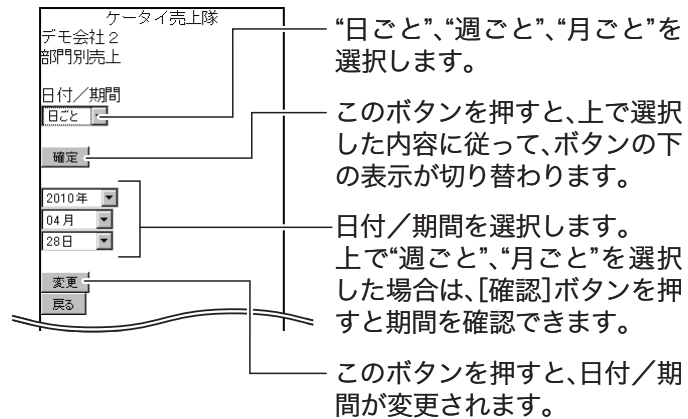 ケータイ売上隊
デモ会社２
部門別売上
日付／期間
日ごと
確定
2010年
04月
28日
変更
戻る
“日ごと”、“週ごと”、“月ごと”を
選択します。
このボタンを押すと、上で選択
した内容に従って、ボタンの下
の表示が切り替わります。
日付／期間を選択します。
上で“週ごと”、“月ごと”を選択
した場合は、［確認］ボタンを押
すと期間を確認できます。
このボタンを押すと、日付／期
間が変更されます。